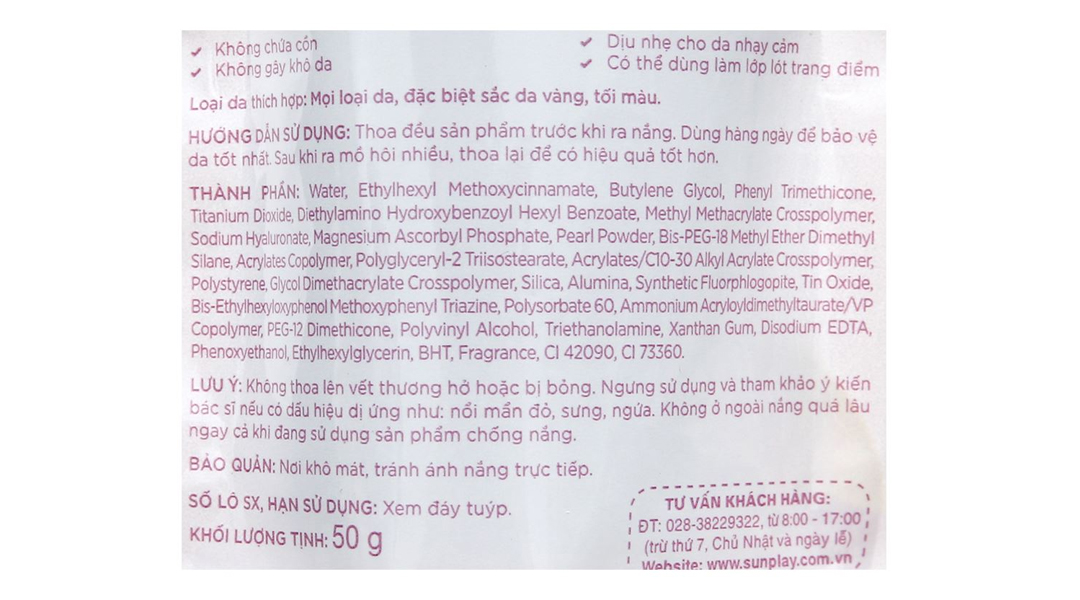 ✓ Không chứa cồn
✓ Không gây khô da
✓ Dịu nhẹ cho da nhạy cảm
✓ Có thể dùng làm lớp lót trang điểm
Loại da thích hợp: Mọi loại da, đặc biệt sắc da vàng, tối màu.
HƯỚNG DẪN SỬ DỤNG: Thoa đều sản phẩm trước khi ra nắng. Dùng hàng ngày để bảo vệ
da tốt nhất. Sau khi ra mồ hôi nhiều, thoa lại để có hiệu quả tốt hơn.
THÀNH PHẦN: Water, Ethylhexyl Methoxycinnamate, Butylene Glycol, Phenyl Trimethicone,
Titanium Dioxide, Diethylamino Hydroxybenzoyl Hexyl Benzoate, Methyl Methacrylate Crosspolymer,
Sodium Hyaluronate, Magnesium Ascorbyl Phosphate, Pearl Powder, Bis-PEG-18 Methyl Ether Dimethyl
Silane, Acrylates Copolymer, Polyglyceryl-2 Triisostearate, Acrylates/C10-30 Alkyl Acrylate Crosspolymer,
Polystyrene, Glycol Dimethacrylate Crosspolymer, Silica, Alumina, Synthetic Fluorphlogopite, Tin Oxide,
Bis-Ethylhexyloxyphenol Methoxyphenyl Triazine, Polysorbate 60, Ammonium Acryloyldimethyltaurate/VP
Copolymer, PEG-12 Dimethicone, Polyvinyl Alcohol, Triethanolamine, Xanthan Gum, Disodium EDTA,
Phenoxyethanol, Ethylhexylglycerin, BHT, Fragrance, CI 42090, CI 73360.
LƯU Ý: Không thoa lên vết thương hở hoặc bị bỏng. Ngưng sử dụng và tham khảo ý kiến
bác sĩ nếu có dấu hiệu dị ứng như: nổi mẩn đỏ, sưng, ngứa. Không ở ngoài nắng quá lâu
ngay cả khi đang sử dụng sản phẩm chống nắng.
BẢO QUẢN: Nơi khô mát, tránh ánh nắng trực tiếp.
SỐ LÔ SX, HẠN SỬ DỤNG: Xem đáy tuýp.
KHỐI LƯỢNG TỊNH: 50 g
TƯ VẤN KHÁCH HÀNG:
ĐT: 028-38229322, từ 8:00 - 17:00
(trừ thứ 7, Chủ Nhật và ngày lễ)
Website: www.sunplay.com.vn